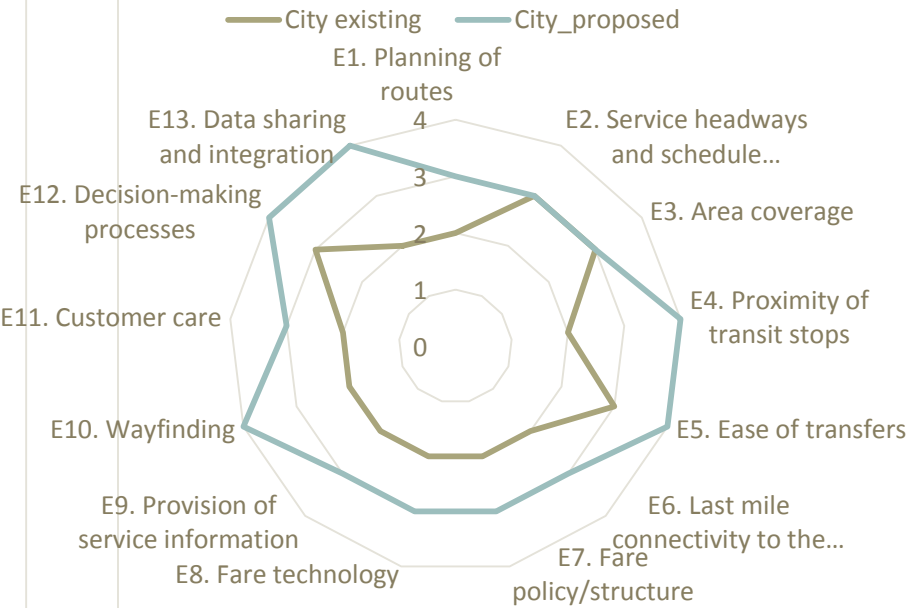 City existing
City_proposed
E1. Planning of
routes
E2. Service headways
and schedule...
E3. Area coverage
E4. Proximity of
transit stops
E5. Ease of transfers
E6. Last mile
connectivity to the...
E7. Fare
policy/structure
E8. Fare technology
E9. Provision of
service information
E10. Wayfinding
E11. Customer care
E12. Decision-making
processes
E13. Data sharing
and integration
4
3
2
1
0